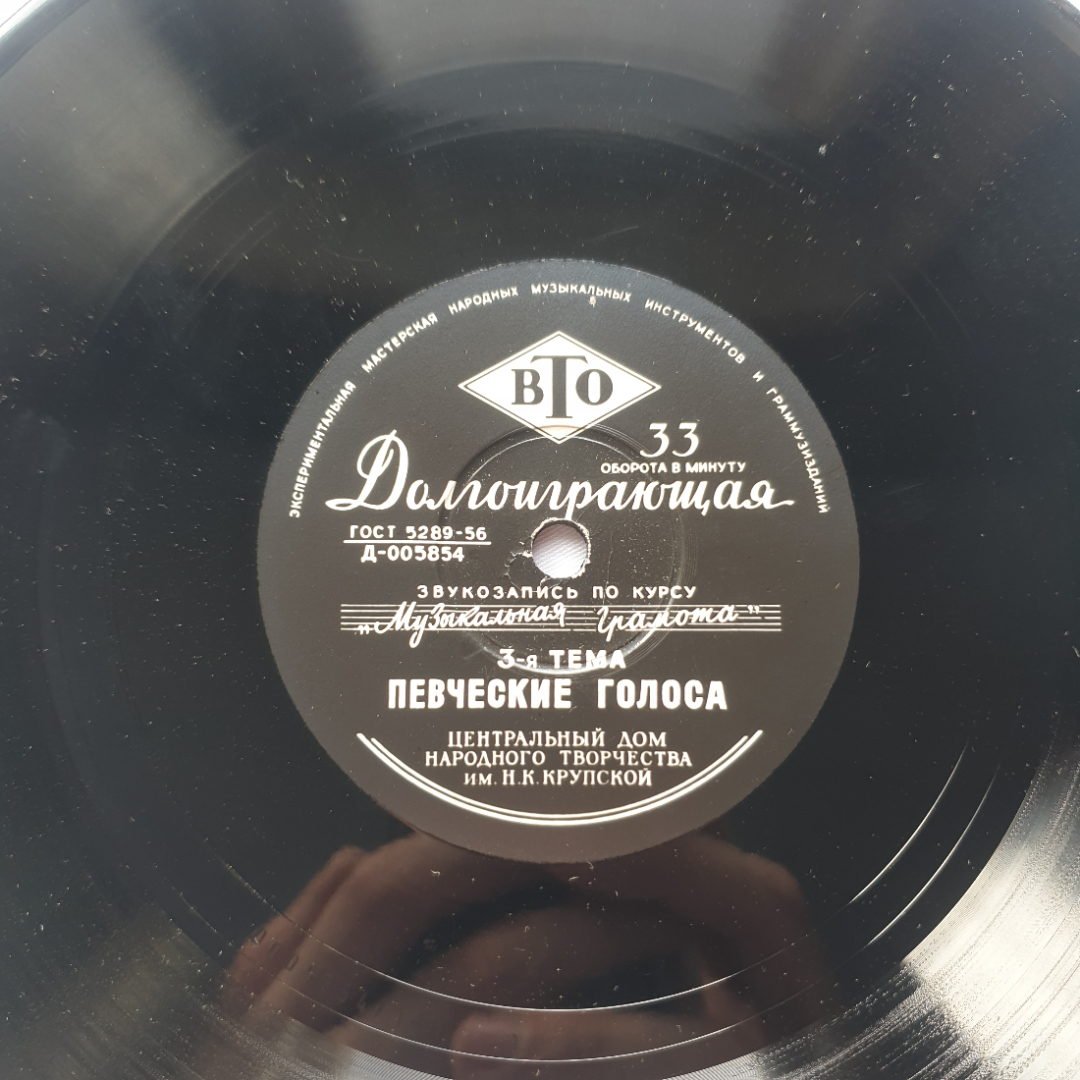 ЭКСПЕРИМЕНТАЛЬНАЯ МАСТЕРСКАЯ НАРОДНЫХ МУЗЫКАЛЬНЫХ ИНСТРУМЕНТОВ И ГРАММУЗИЗДАНИЙ
ВТО
33
ОБОРОТА В МИНУТУ
Долгоиграющая
ГОСТ 5289-56
Д-005854
ЗВУКОЗАПИСЬ ПО КУРСУ
„Музыкальная грамота"
3-я ТЕМА
ПЕВЧЕСКИЕ ГОЛОСА
ЦЕНТРАЛЬНЫЙ ДОМ
НАРОДНОГО ТВОРЧЕСТВА
ИМ. Н.К.КРУПСКОЙ